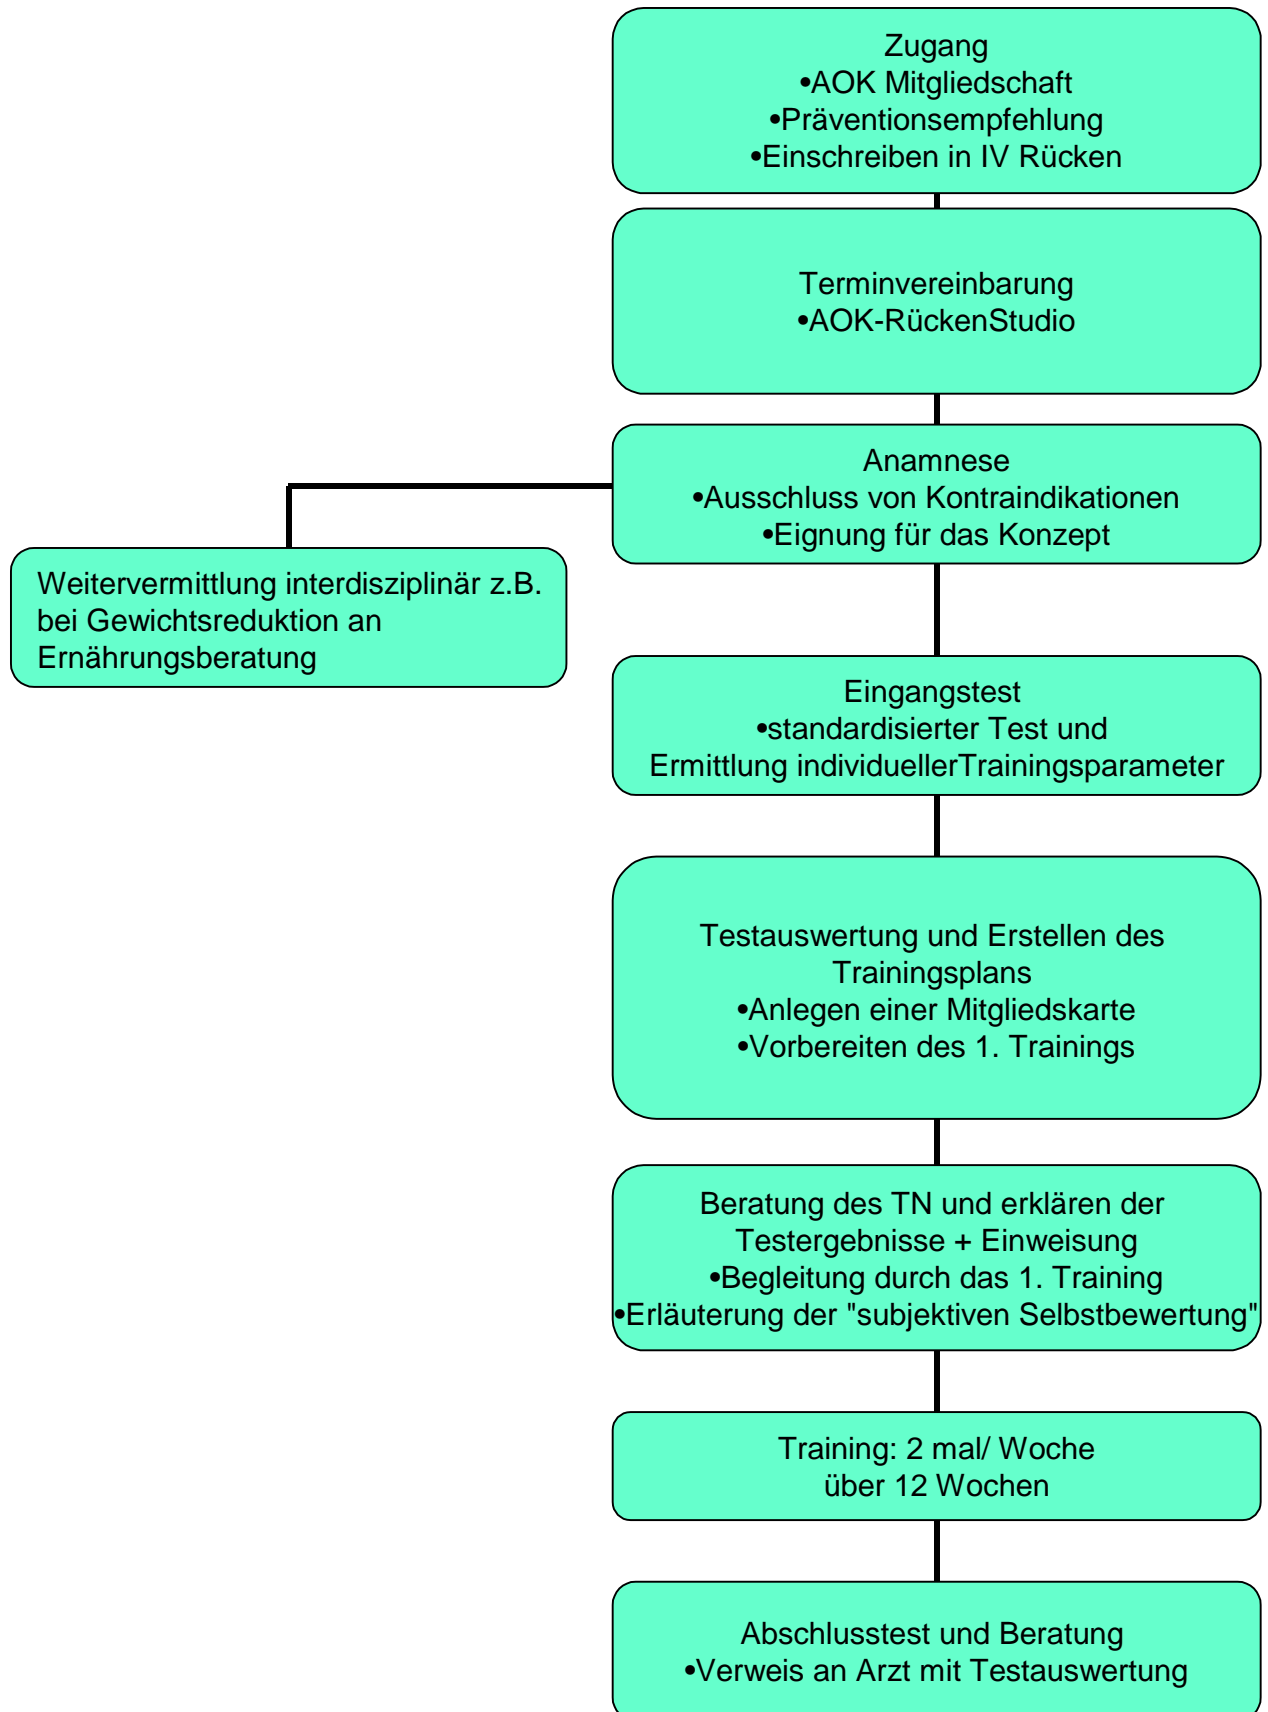 Zugang
•AOK Mitgliedschaft
•Präventionsempfehlung
•Einschreiben in IV Rücken
Terminvereinbarung
•AOK-RückenStudio
Anamnese
•Ausschluss von Kontraindikationen
•Eignung für das Konzept
Weitervermittlung interdisziplinär z.B.
bei Gewichtsreduktion an
Ernährungsberatung
Eingangstest
•standardisierter Test und
Ermittlung individuellerTrainingsparameter
Testauswertung und Erstellen des
Trainingsplans
•Anlegen einer Mitgliedskarte
•Vorbereiten des 1. Trainings
Beratung des TN und erklären der
Testergebnisse + Einweisung
•Begleitung durch das 1. Training
•Erläuterung der "subjektiven Selbstbewertung"
Training: 2 mal/ Woche
über 12 Wochen
Abschlusstest und Beratung
•Verweis an Arzt mit Testauswertung